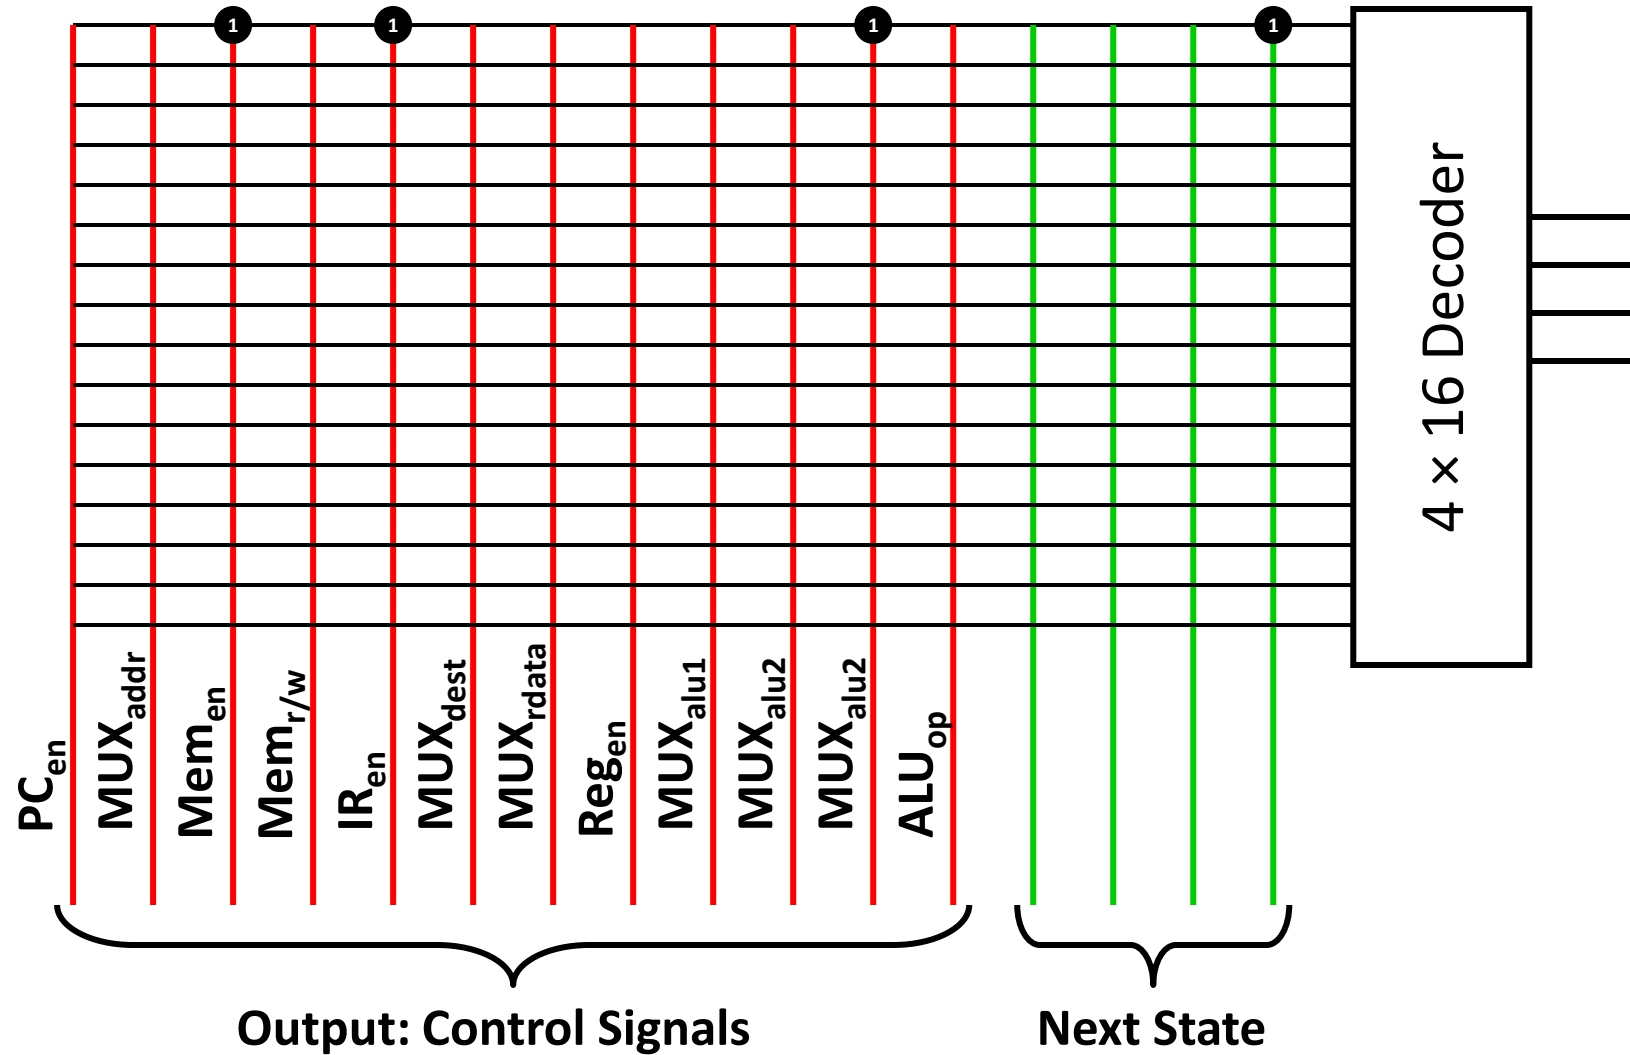 1 1 1 1
4 × 16 Decoder
PCen
MUXaddr
Memen
Memr/w
IRen
MUXdest
MUXrdata
Regen
MUXalu1
MUXalu2
MUXalu2
ALUop
Output: Control Signals
Next State